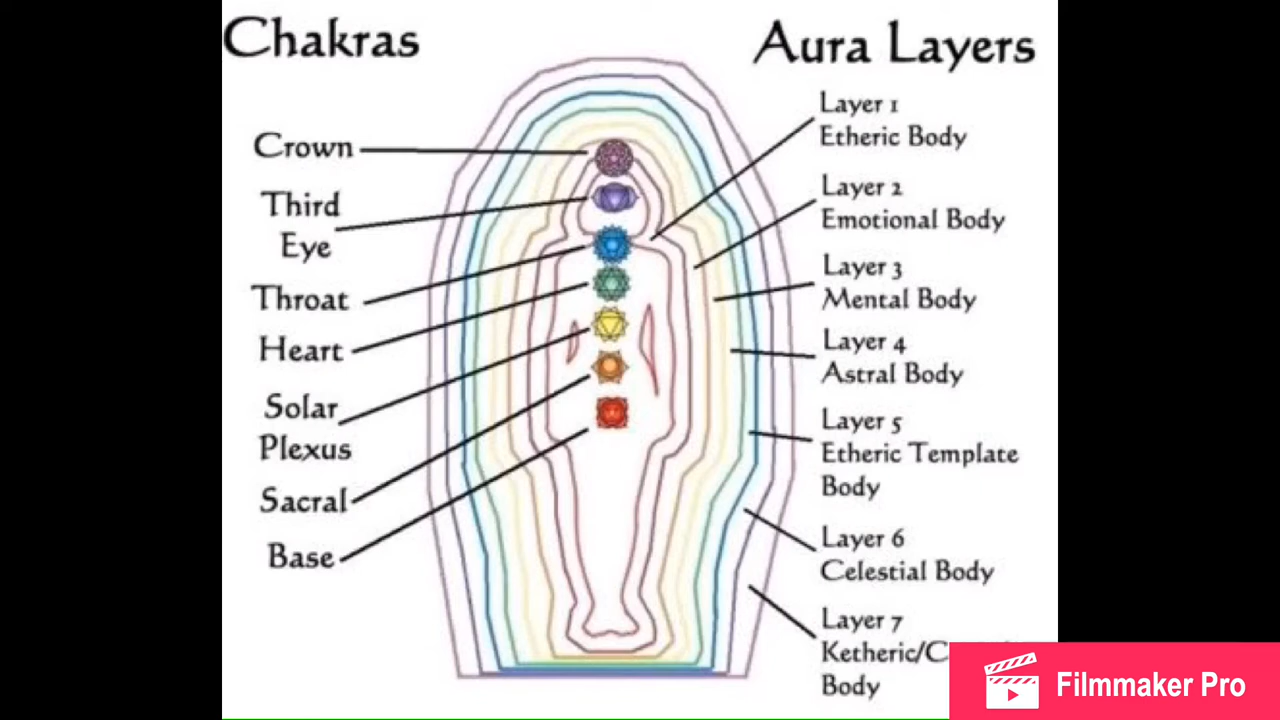 Chakras
Crown
Third
Eye
Throat
Heart
Solar
Plexus
Sacral
Base
Aura Layers
Layer 1
Etheric Body
Layer 2
Emotional Body
Layer 3
Mental Body
Layer 4
Astral Body
Layer 5
Etheric Template
Body
Layer 6
Celestial Body
Layer 7
Ketheric/
Body
Filmmaker Pro